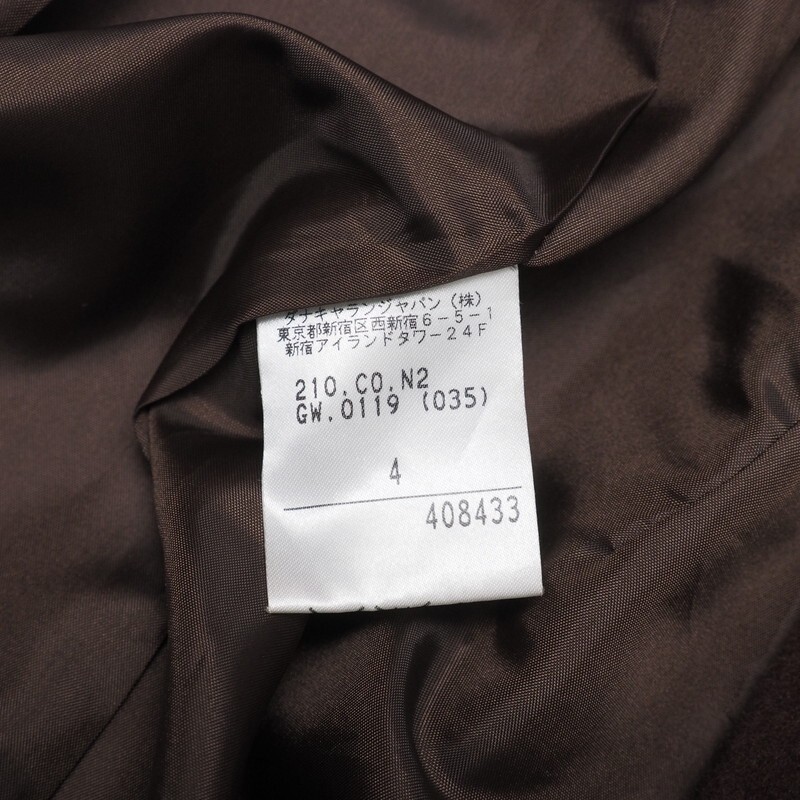 ダナキャランジャパン（株）
東京都新宿区西新宿６－５－１
新宿アイランドタワー２４Ｆ
210.CO.N2
GW.0119 (035)
4
408433